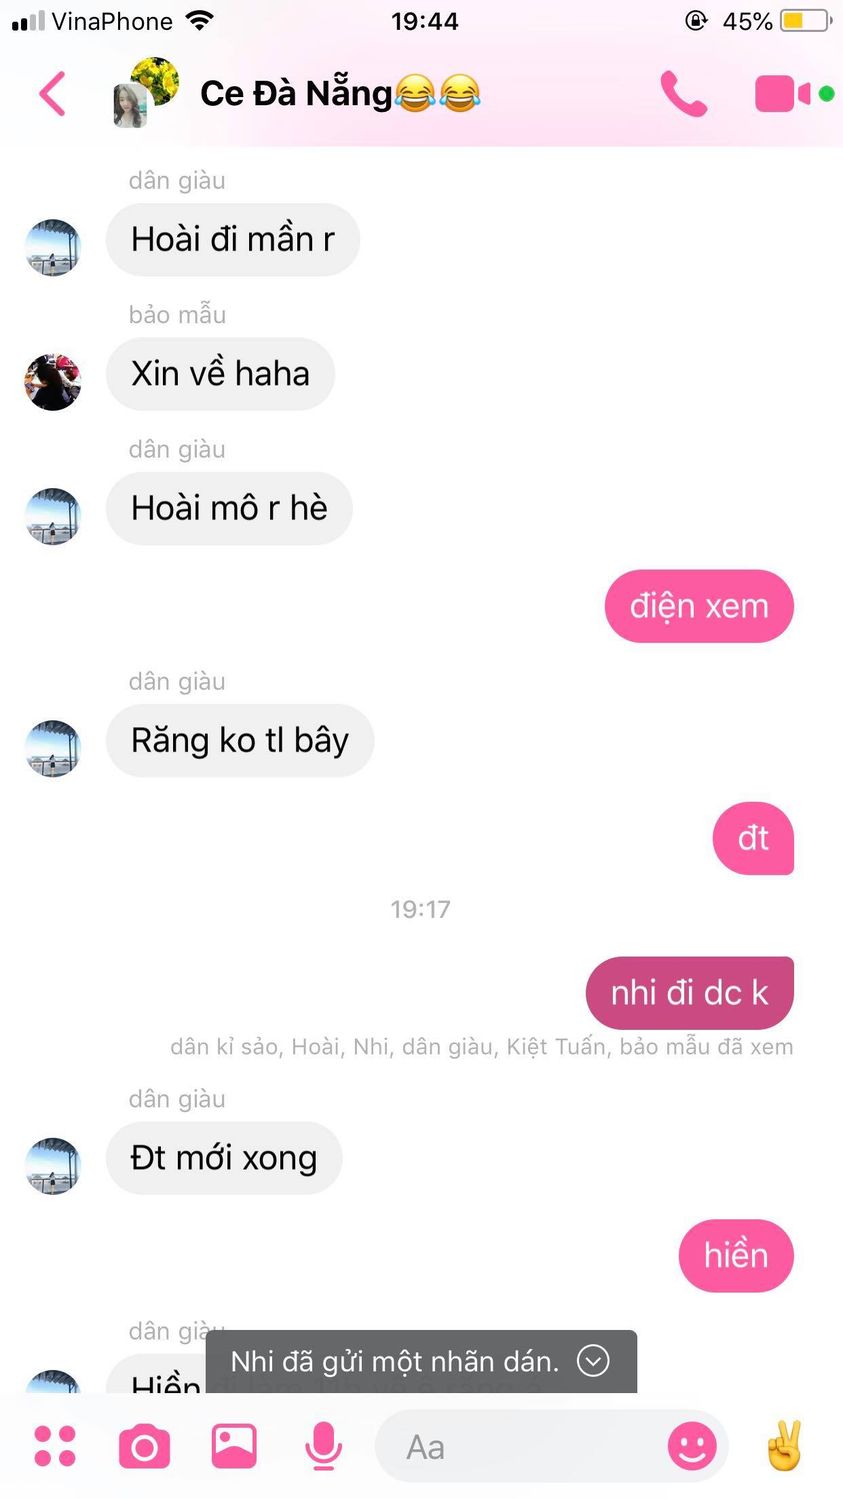 VinaPhone 19:44 45%
Ce Đà Nẵng😂😂
dân giàu
Hoài đi mần r
bảo mẫu
Xin về haha
dân giàu
Hoài mô r hè
điện xem
dân giàu
Răng ko tl bây
đt
19:17
nhi đi dc k
dân kỉ sảo, Hoài, Nhi, dân giàu, Kiệt Tuấn, bảo mẫu đã xem
dân giàu
Đt mới xong
hiền
dân giàu
Nhi đã gửi một nhãn dán.
Hiền
Aa